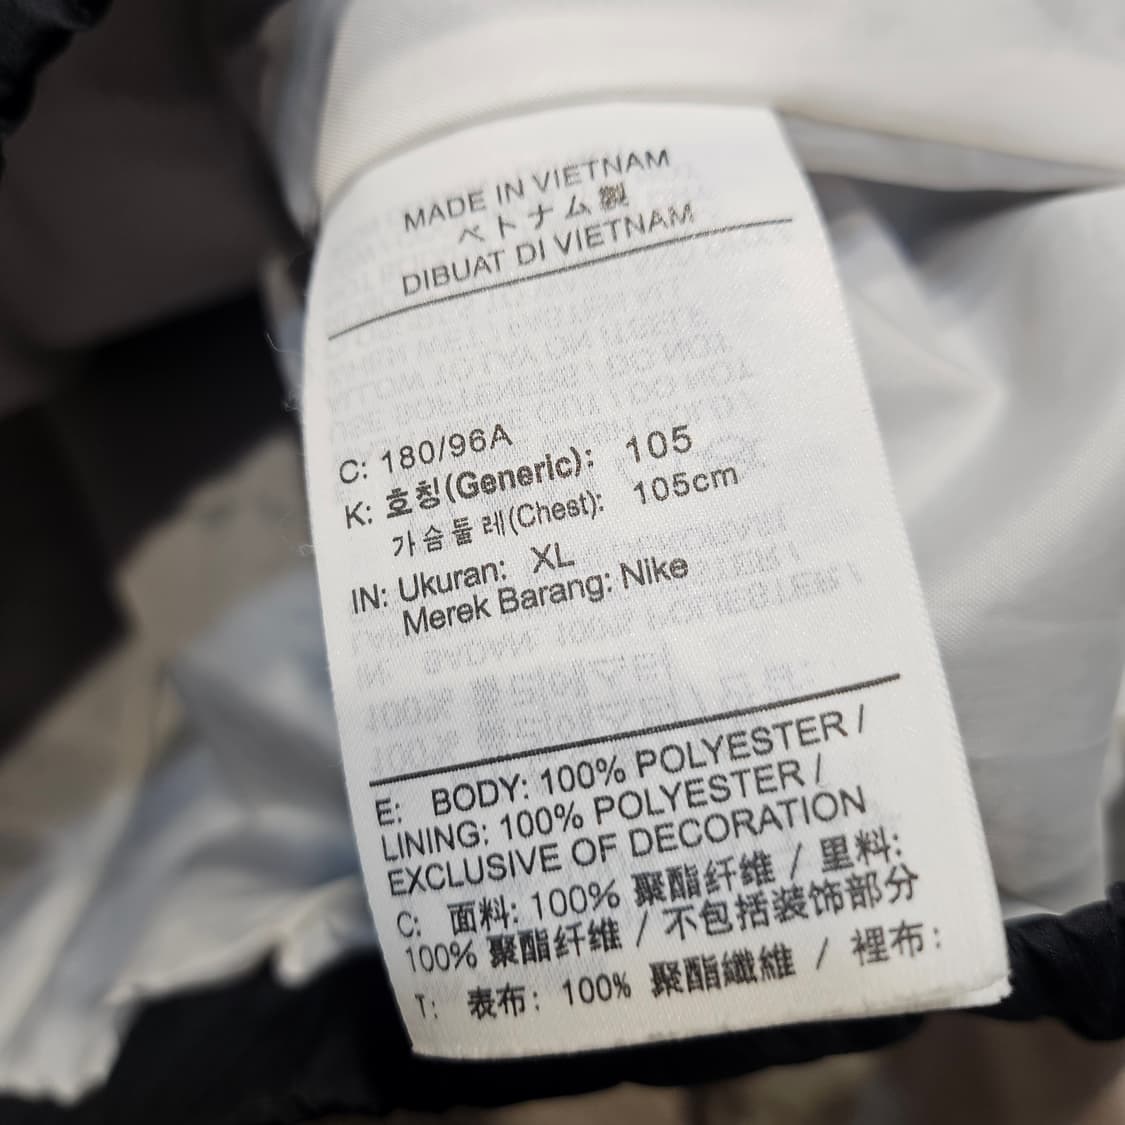 MADE IN VIETNAM
ベトナム製
DIBUAT DI VIETNAM
C: 180/96A
K: 호칭(Generic): 105
가슴둘레(Chest): 105cm
IN: Ukuran: XL
Merek Barang: Nike
E: BODY: 100% POLYESTER /
LINING: 100% POLYESTER /
EXCLUSIVE OF DECORATION
C: 面料: 100% 聚酯纤维 / 里料:
100% 聚酯纤维 / 不包括装饰部分
T: 表布: 100% 聚酯纖維 / 裡布: